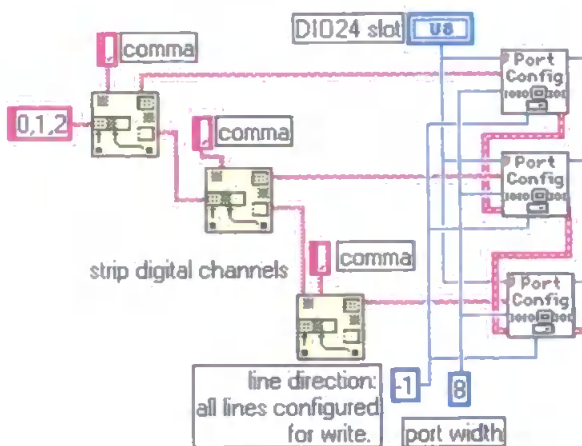 DIO24 slot
U8
comma
Port
Config
0,1,2
comma
Port
Config
strip digital channels
comma
Port
Config
line direction:
all lines configured
for write.
-1
8
port width